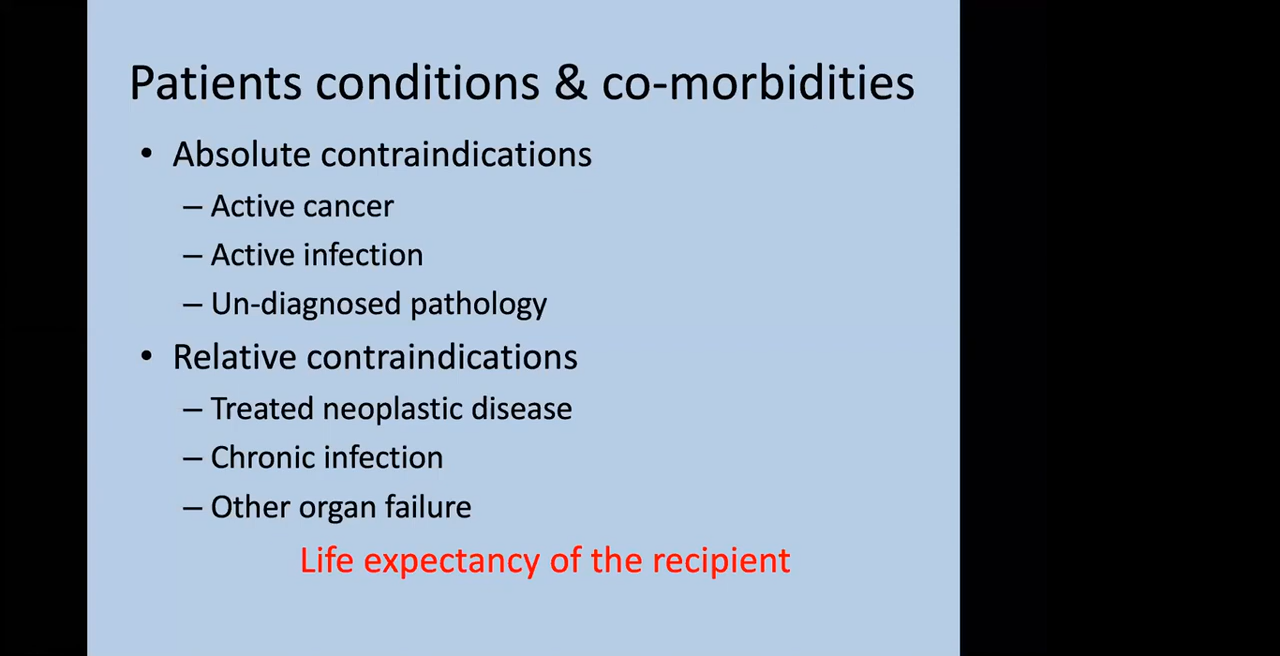 Patients conditions & co-morbidities
• Absolute contraindications
– Active cancer
– Active infection
– Un-diagnosed pathology
• Relative contraindications
– Treated neoplastic disease
– Chronic infection
– Other organ failure
Life expectancy of the recipient